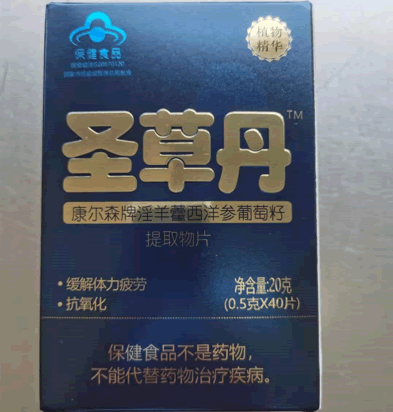 保健食品
植物
精华
圣草丹™
康尔森牌淫羊藿西洋参葡萄籽
提取物片
·缓解体力疲劳
·抗氧化
净含量:20克
(0.5克X40片)
保健食品不是药物，
不能代替药物治疗疾病。